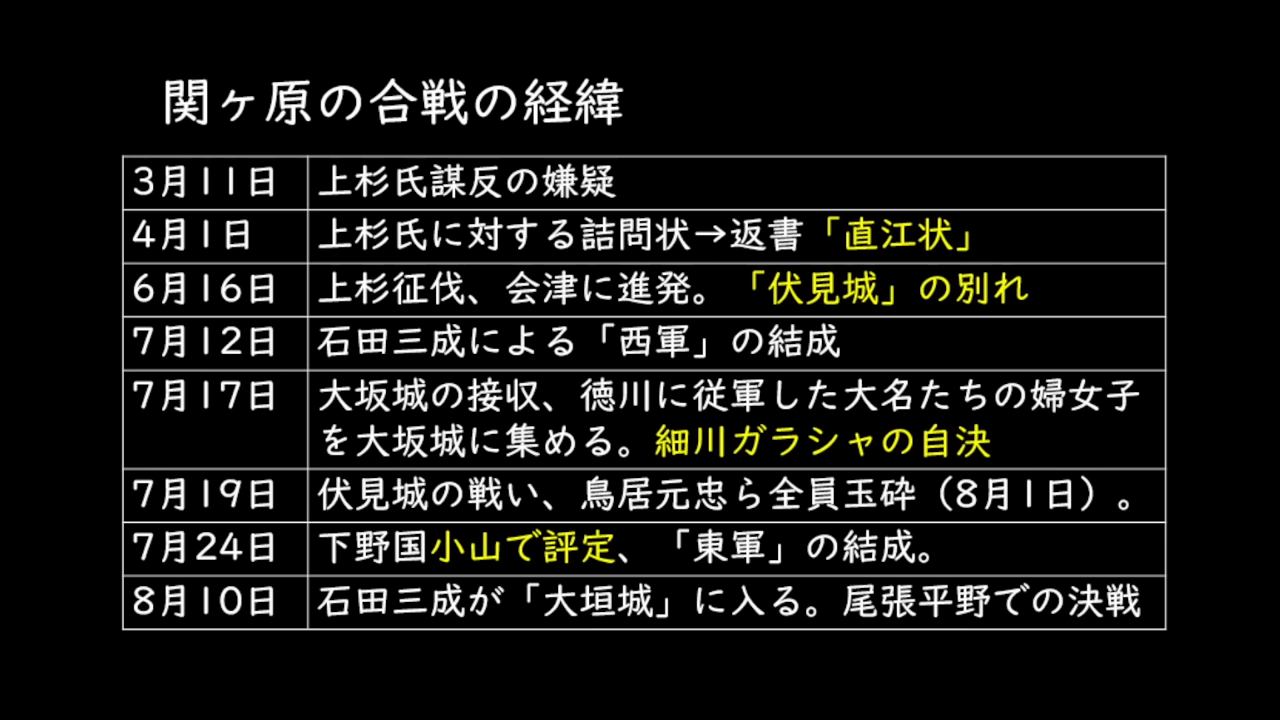 関ヶ原の合戦の経緯
3月11日 上杉氏謀反の嫌疑
4月1日 上杉氏に対する詰問状→返書「直江状」
6月16日 上杉征伐、会津に進発。「伏見城」の別れ
7月12日 石田三成による「西軍」の結成
7月17日 大坂城の接収、徳川に従軍した大名たちの婦女子
を大坂城に集める。細川ガラシャの自決
7月19日 伏見城の戦い、鳥居元忠ら全員玉砕（8月1日）。
7月24日 下野国小山で評定、「東軍」の結成。
8月10日 石田三成が「大垣城」に入る。尾張平野での決戦